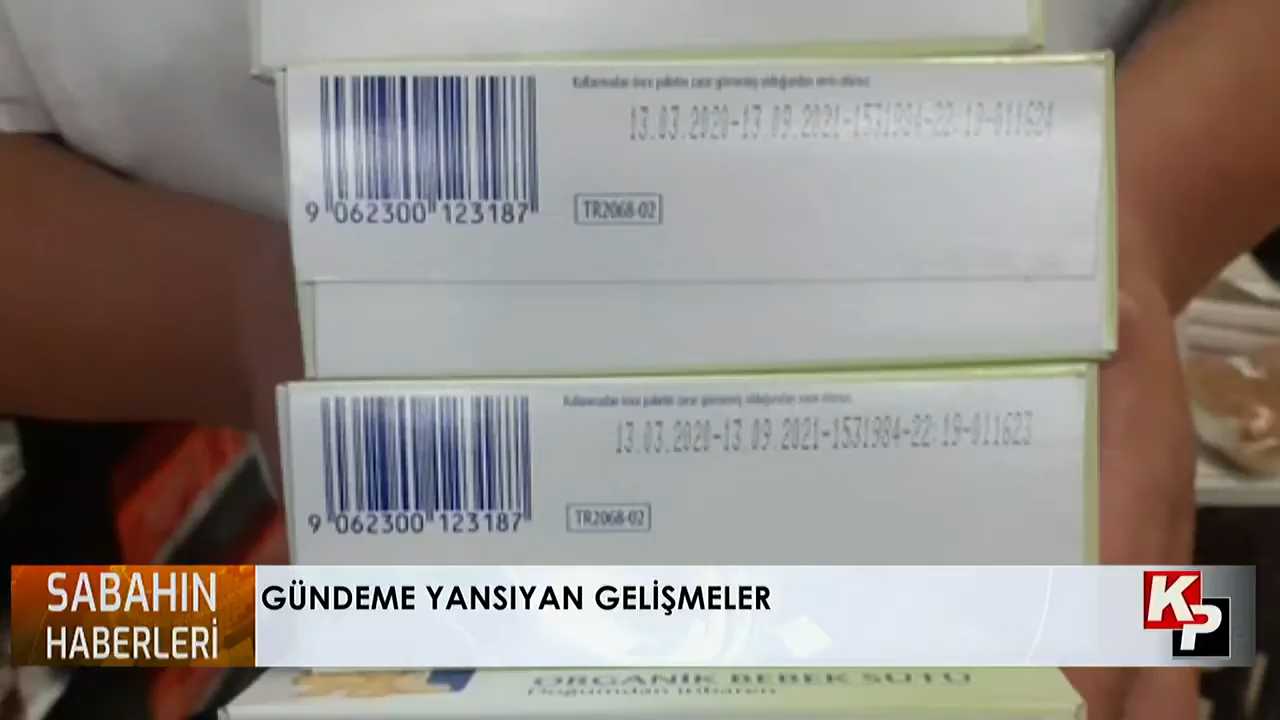 13.03.2020-13.09.2021-1531984-22:19-011624
9 062300 123187
TR2068-02
13.03.2020-13.09.2021-1531984-22:19-011623
9 062300 123187
TR2068-02
SABAHIN
HABERLERİ
GÜNDEME YANSIYAN GELİŞMELER
KP
ORGANİK BEBEK SÜTÜ
Doğumdan itibaren